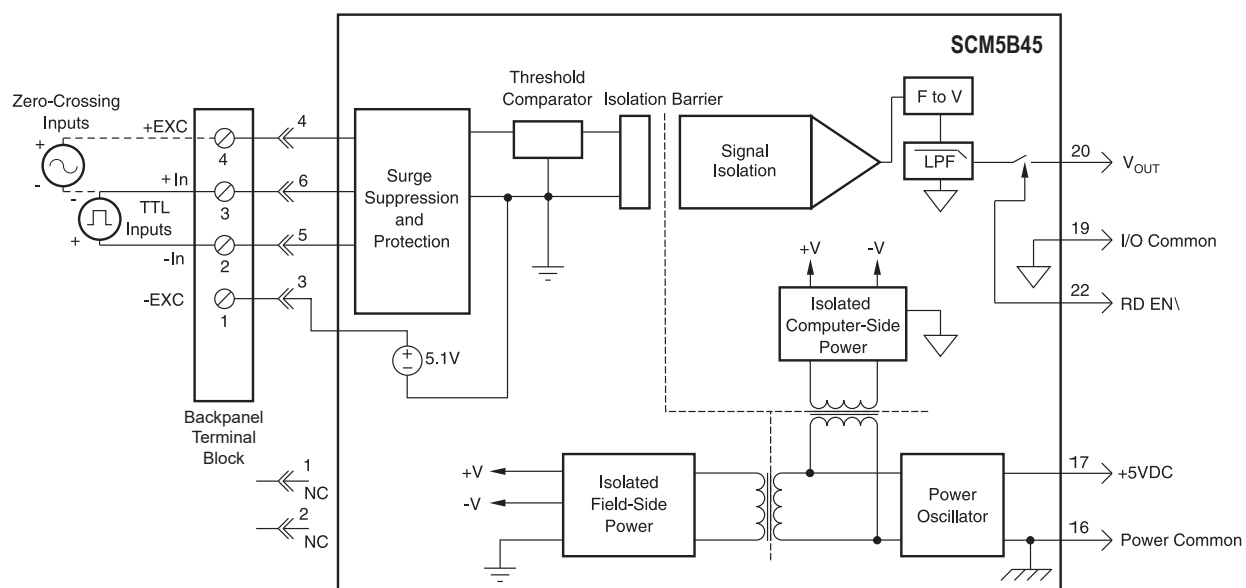 SCM5B45
Zero-Crossing
Inputs
+
-
+EXC
4
4
+In
3
6
-
TTL
Inputs
+
-In
2
5
-EXC
1
3
Backpanel
Terminal
Block
1
NC
2
NC
Surge
Suppression
and
Protection
Threshold
Comparator
Isolation Barrier
Signal
Isolation
F to V
LPF
20
VOUT
19
I/O Common
22
RD EN\
+
−
5.1V
+V
-V
Isolated
Computer-Side
Power
+V
-V
Isolated
Field-Side
Power
Power
Oscillator
17
+5VDC
16
Power Common